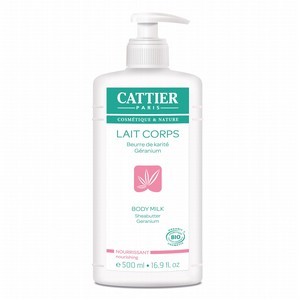 CATTIER
PARIS
COSMÉTIQUE & NATURE
LAIT CORPS
Beurre de karité
Géranium
BODY MILK
Sheabutter
Geranium
BIO
NOURRISSANT
nourishing
e 500 ml • 16.9 fl. oz